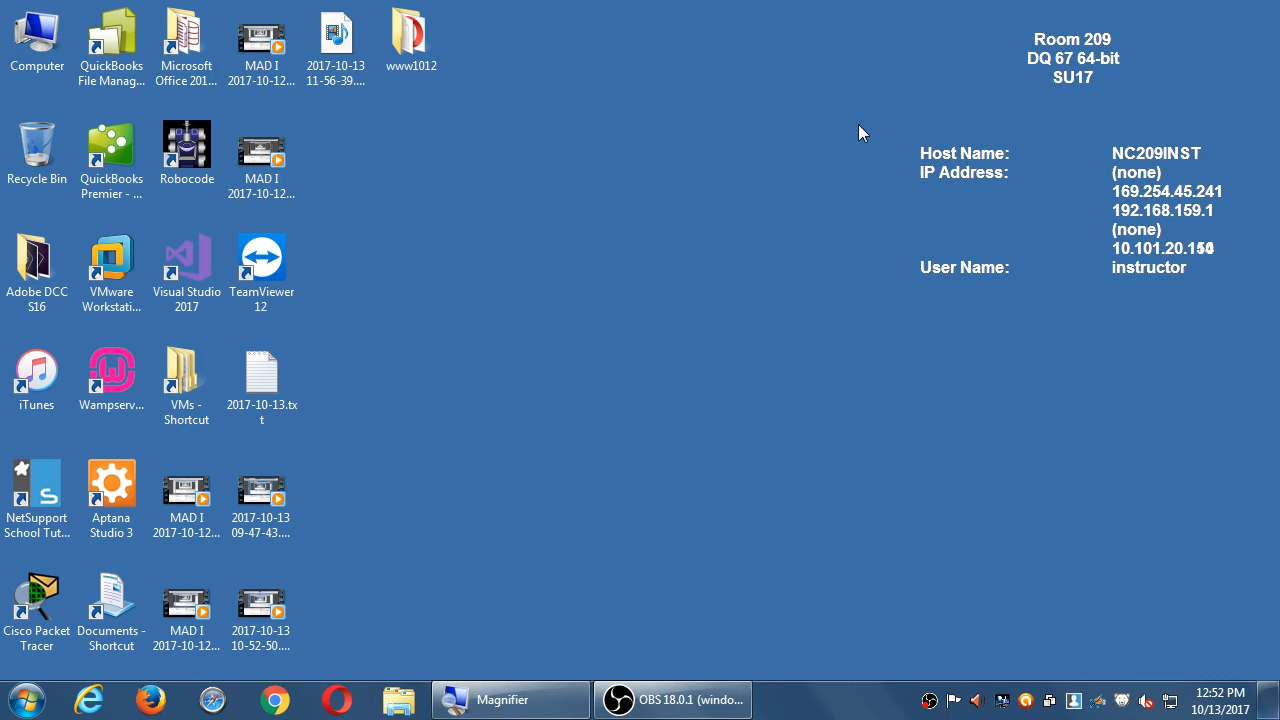 Computer
QuickBooks
File Manag...
Microsoft
Office 201...
MAD I
2017-10-12...
2017-10-13
11-56-39....
www1012
Recycle Bin
QuickBooks
Premier - ...
Robocode
MAD I
2017-10-12...
Adobe DCC
S16
VMware
Workstati...
Visual Studio
2017
TeamViewer
12
iTunes
Wampserv...
VMs -
Shortcut
2017-10-13.tx
t
NetSupport
School Tut...
Aptana
Studio 3
MAD I
2017-10-12...
2017-10-13
09-47-43....
Cisco Packet
Tracer
Documents -
Shortcut
MAD I
2017-10-12...
2017-10-13
10-52-50....
Room 209
DQ 67 64-bit
SU17
Host Name: NC209INST
IP Address: (none)
169.254.45.241
192.168.159.1
(none)
User Name: instructor
Magnifier
OBS 18.0.1 (windo...
12:52 PM
10/13/2017